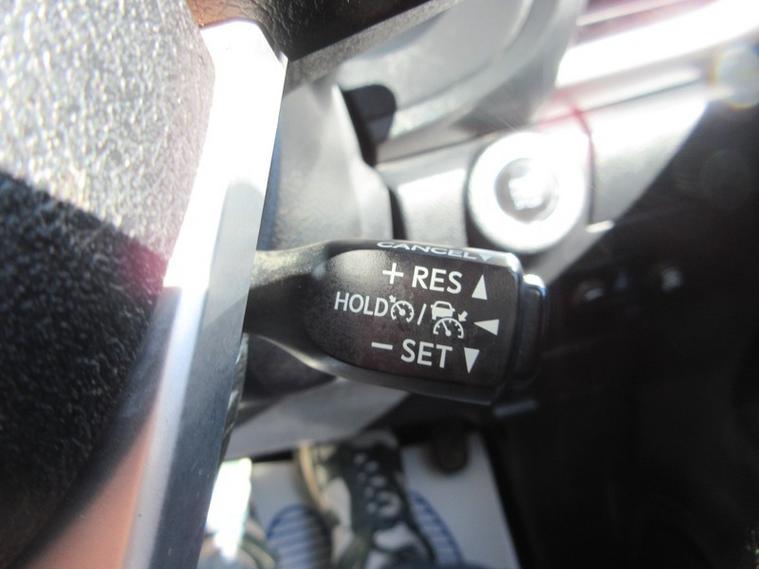 CANCEL
+ RES ▲
HOLD / ◀
− SET ▼